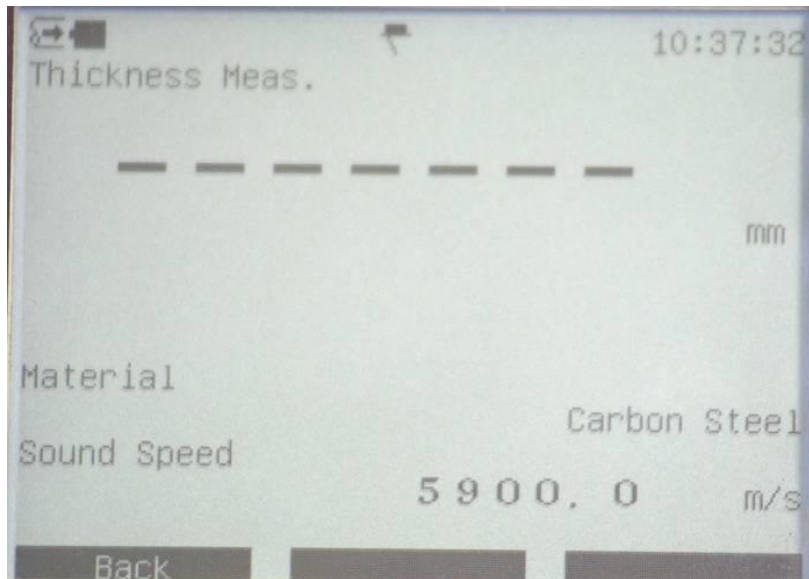 10:37:32
Thickness Meas.
- - - - - - -
mm
Material
Carbon Steel
Sound Speed
5900.0 m/s
Back